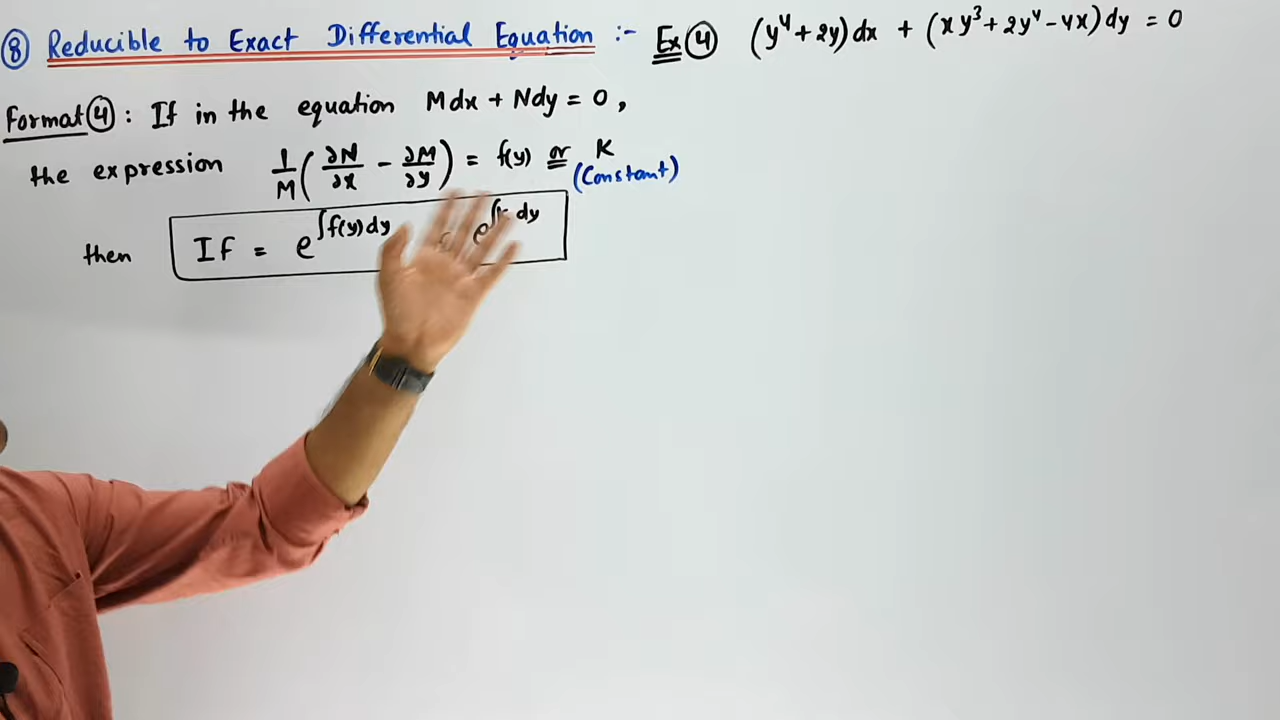 ⑧ Reducible to Exact Differential Equation :-
Format ④ : If in the equation Mdx + Ndy = 0 ,
the expression 1/M ( ∂N/∂x - ∂M/∂y ) = f(y) or K
(Constant)
then IF = e^∫f(y)dy e^∫ dy
Ex ④ (y⁴ + 2y) dx + (xy³ + 2y⁴ - 4x) dy = 0